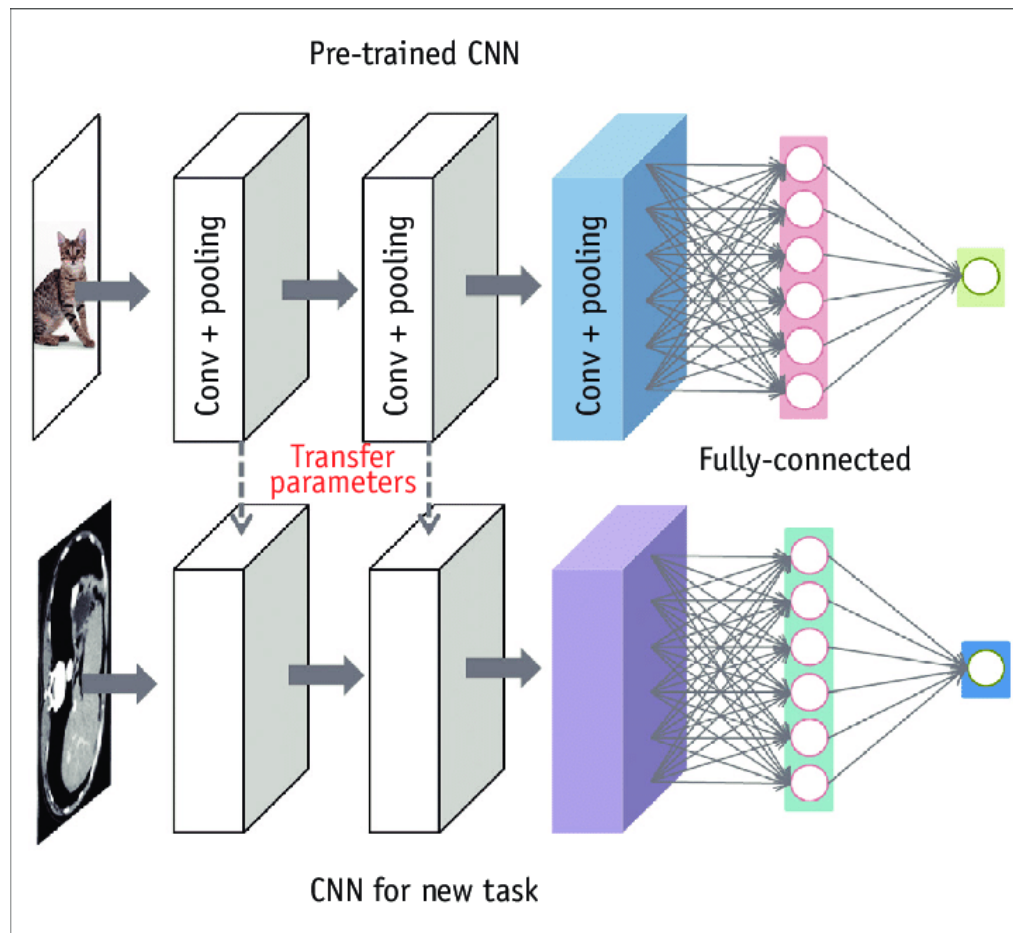 Pre-trained CNN
Conv + pooling
Conv + pooling
Conv + pooling
Transfer
parameters
Fully-connected
CNN for new task